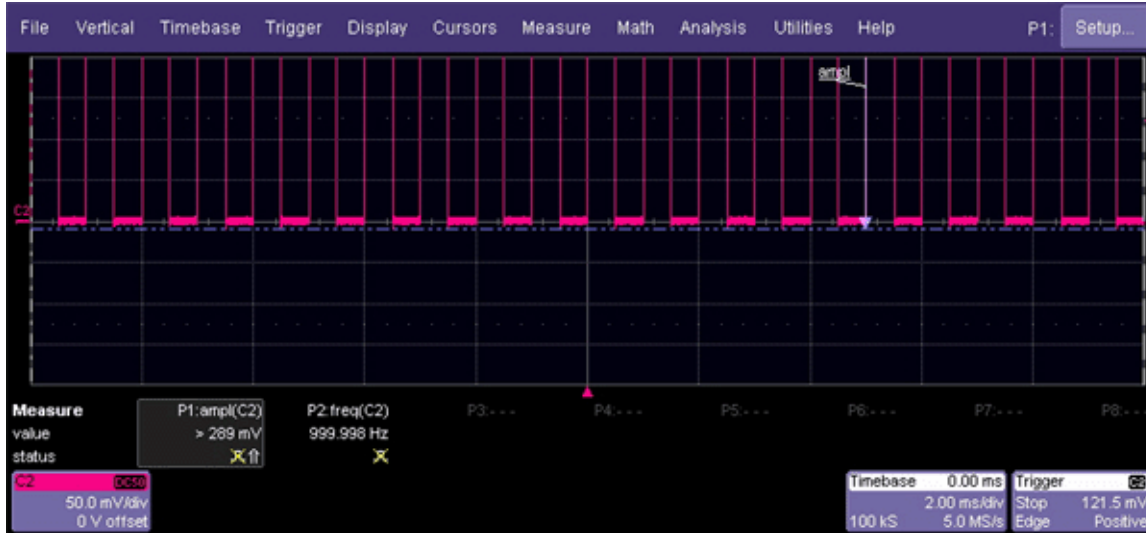 File Vertical Timebase Trigger Display Cursors Measure Math Analysis Utilities Help P1: Setup...
ampl
C2
Measure P1:ampl(C2) P2:freq(C2) P3:- - - P4:- - - P5:- - - P6:- - - P7:- - - P8:- - -
value > 289 mV 999.998 Hz
status
C2 DC50 Timebase 0.00 ms Trigger C2
50.0 mV/div 2.00 ms/div Stop 121.5 mV
0 V offset 100 kS 5.0 MS/s Edge Positive